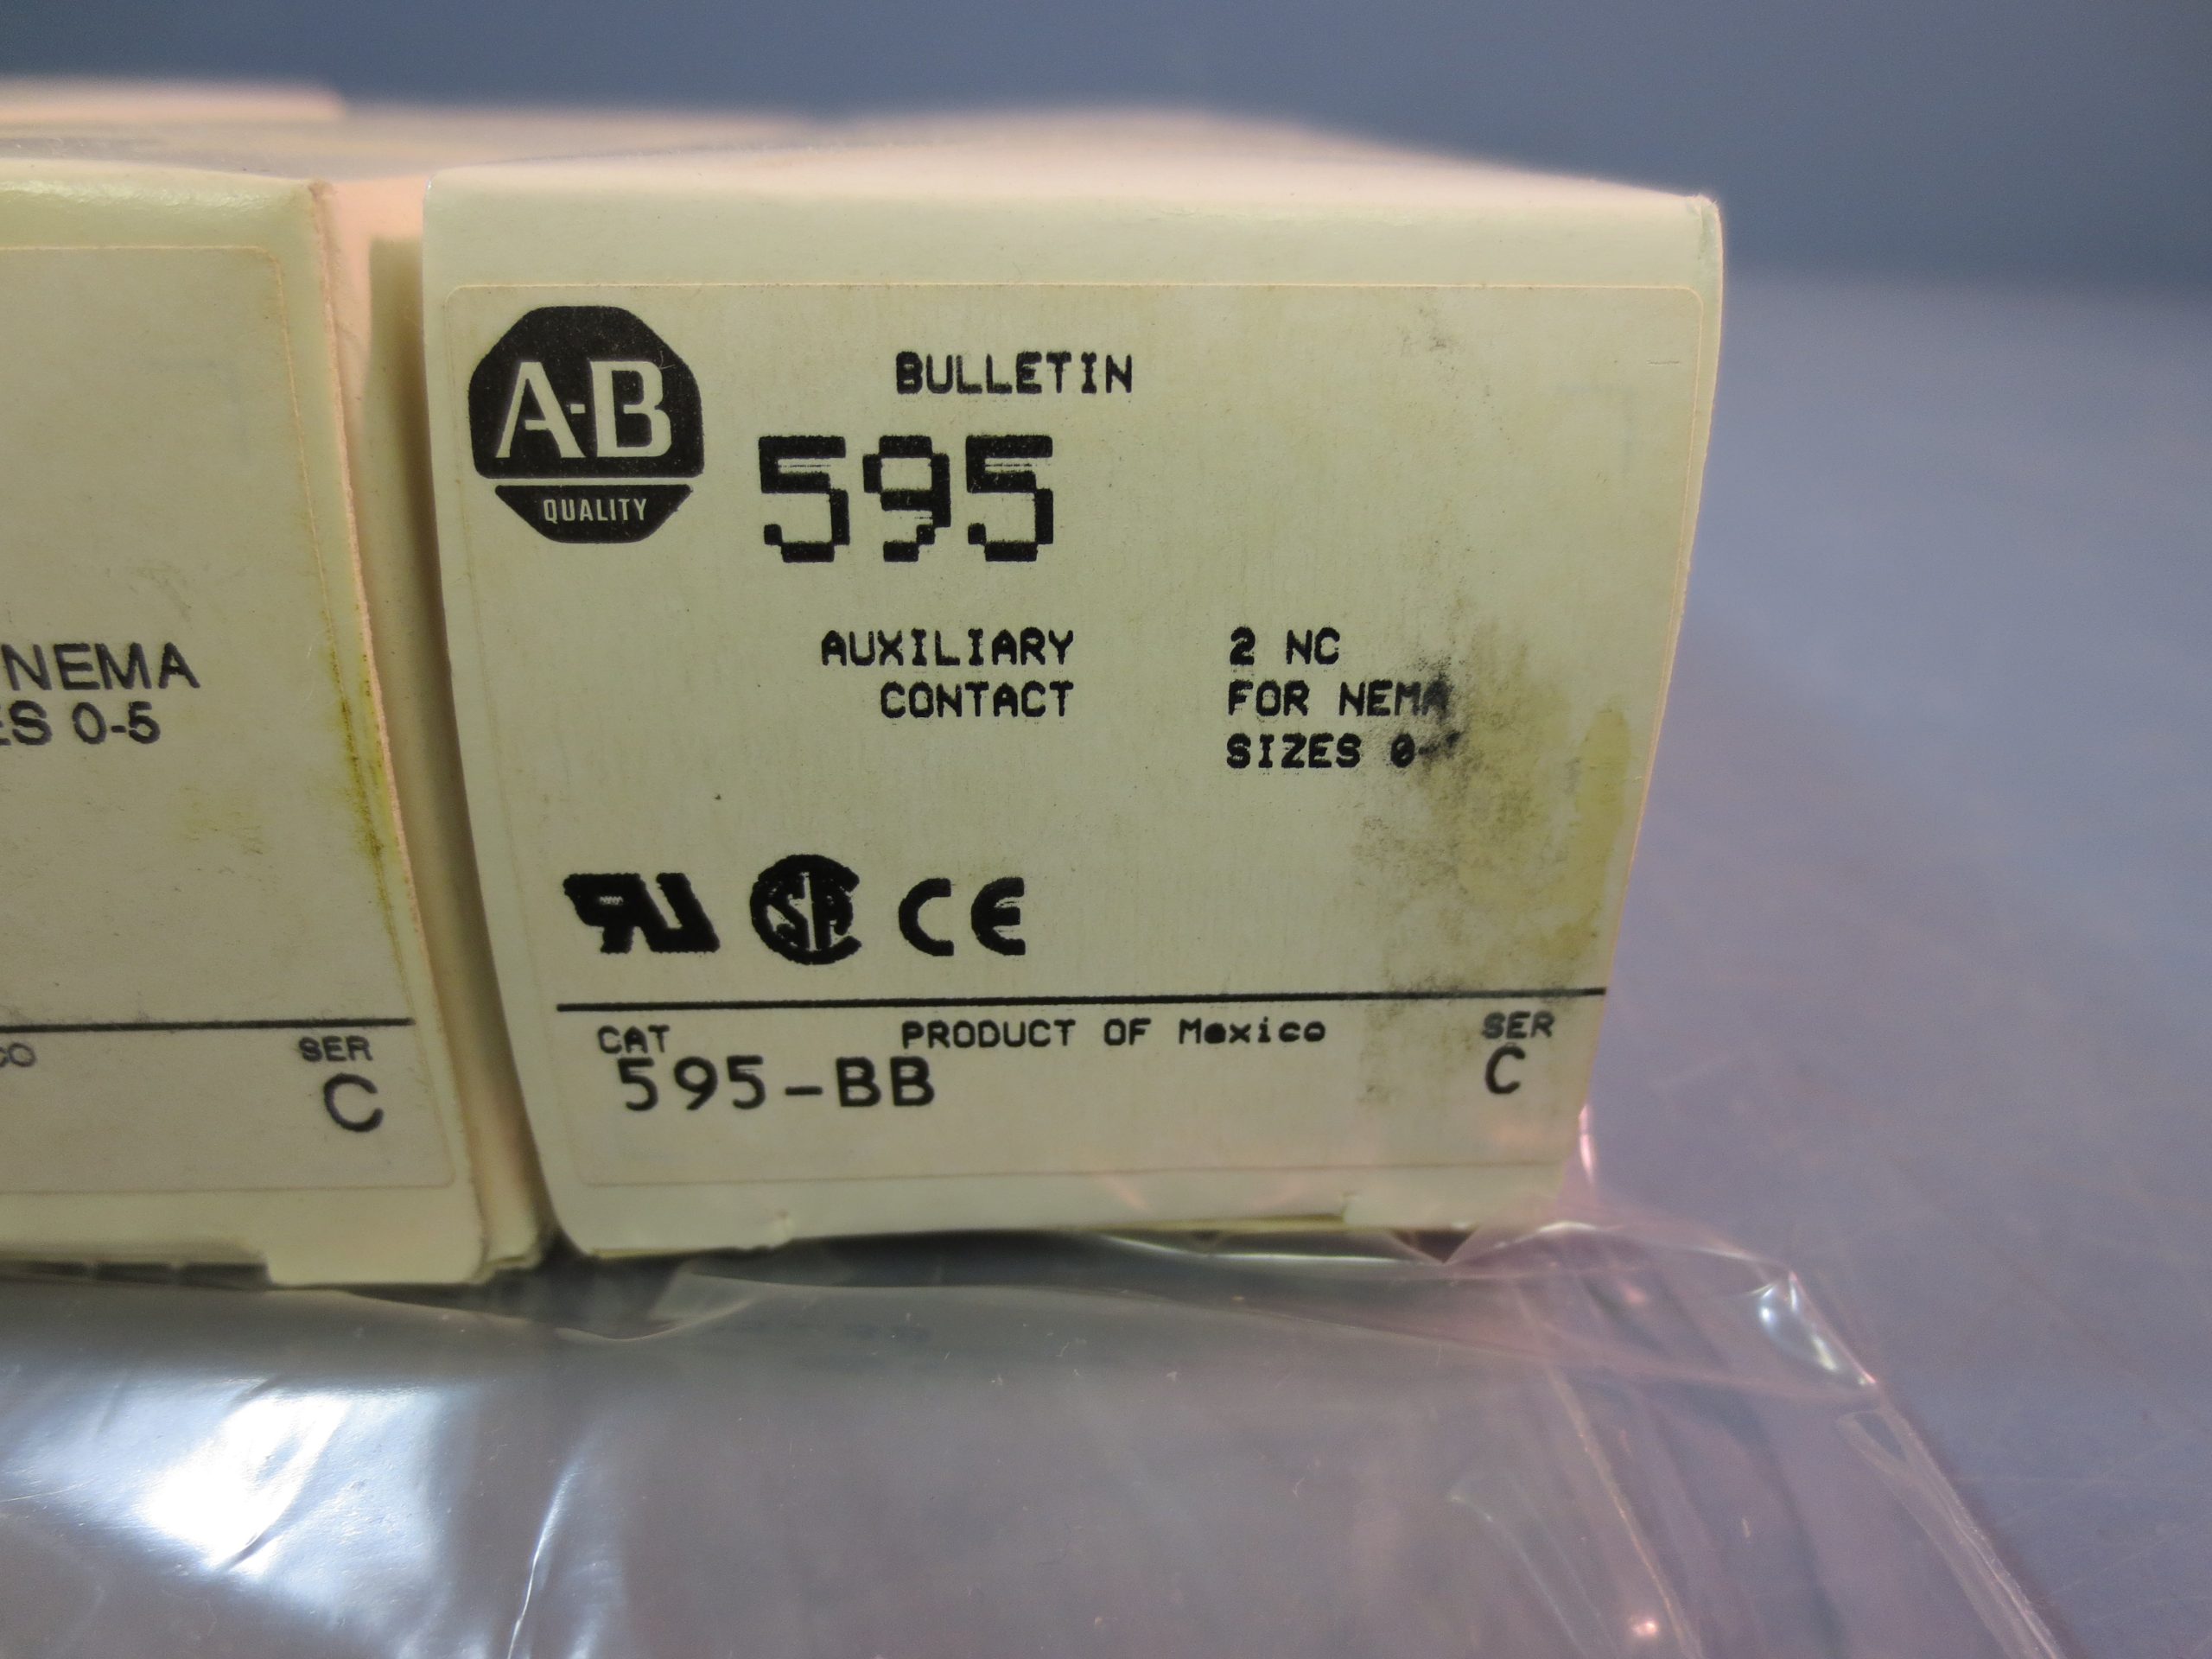 NEMA
ES 0-5
CO
SER
C
A-B
QUALITY
BULLETIN
595
AUXILIARY
CONTACT
2 NC
FOR NEMA
SIZES 0-
CE
CAT
PRODUCT OF Mexico
SER
595-BB
C